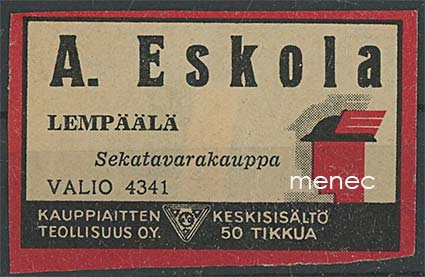 A. Eskola
LEMPÄÄLÄ
Sekatavarakauppa
VALIO 4341
menec
KAUPPIAITTEN KESKISISÄLTÖ
TEOLLISUUS OY. 50 TIKKUA